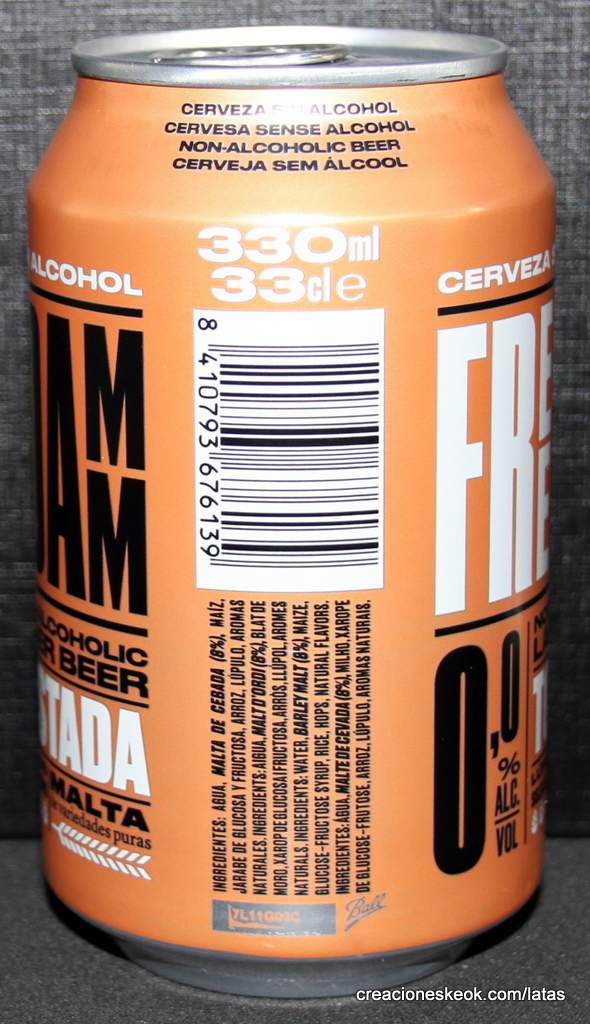 CERVEZA SIN ALCOHOL
CERVESA SENSE ALCOHOL
NON-ALCOHOLIC BEER
CERVEJA SEM ÁLCOOL
330ml
33cl e
ALCOHOL
DAMM
ALCOHOLIC
BEER
STADA
MALTA
variedades puras
8 410793 676139
INGREDIENTES: AGUA, MALTA DE CEBADA (8%), MAÍZ,
JARABE DE GLUCOSA Y FRUCTOSA, ARROZ, LÚPULO, AROMAS
NATURALES. INGREDIENTS: AIGUA, MALT D'ORDI (8%), BLAT DE
MORO, XAROP DE GLUCOSA I FRUCTOSA, ARRÒS, LLÚPOL, AROMES
NATURALS. INGREDIENTS: WATER, BARLEY MALT (8%), MAIZE,
GLUCOSE-FRUCTOSE SYRUP, RICE, HOPS, NATURAL FLAVORS.
INGREDIENTES: ÁGUA, MALTE DE CEVADA (8%), MILHO, XAROPE
DE GLUCOSE-FRUTOSE, ARROZ, LÚPULO, AROMAS NATURAIS.
7L11G03C
Ball
CERVEZA
FREE
0,0
%
ALC.
VOL
creacioneskeok.com/latas